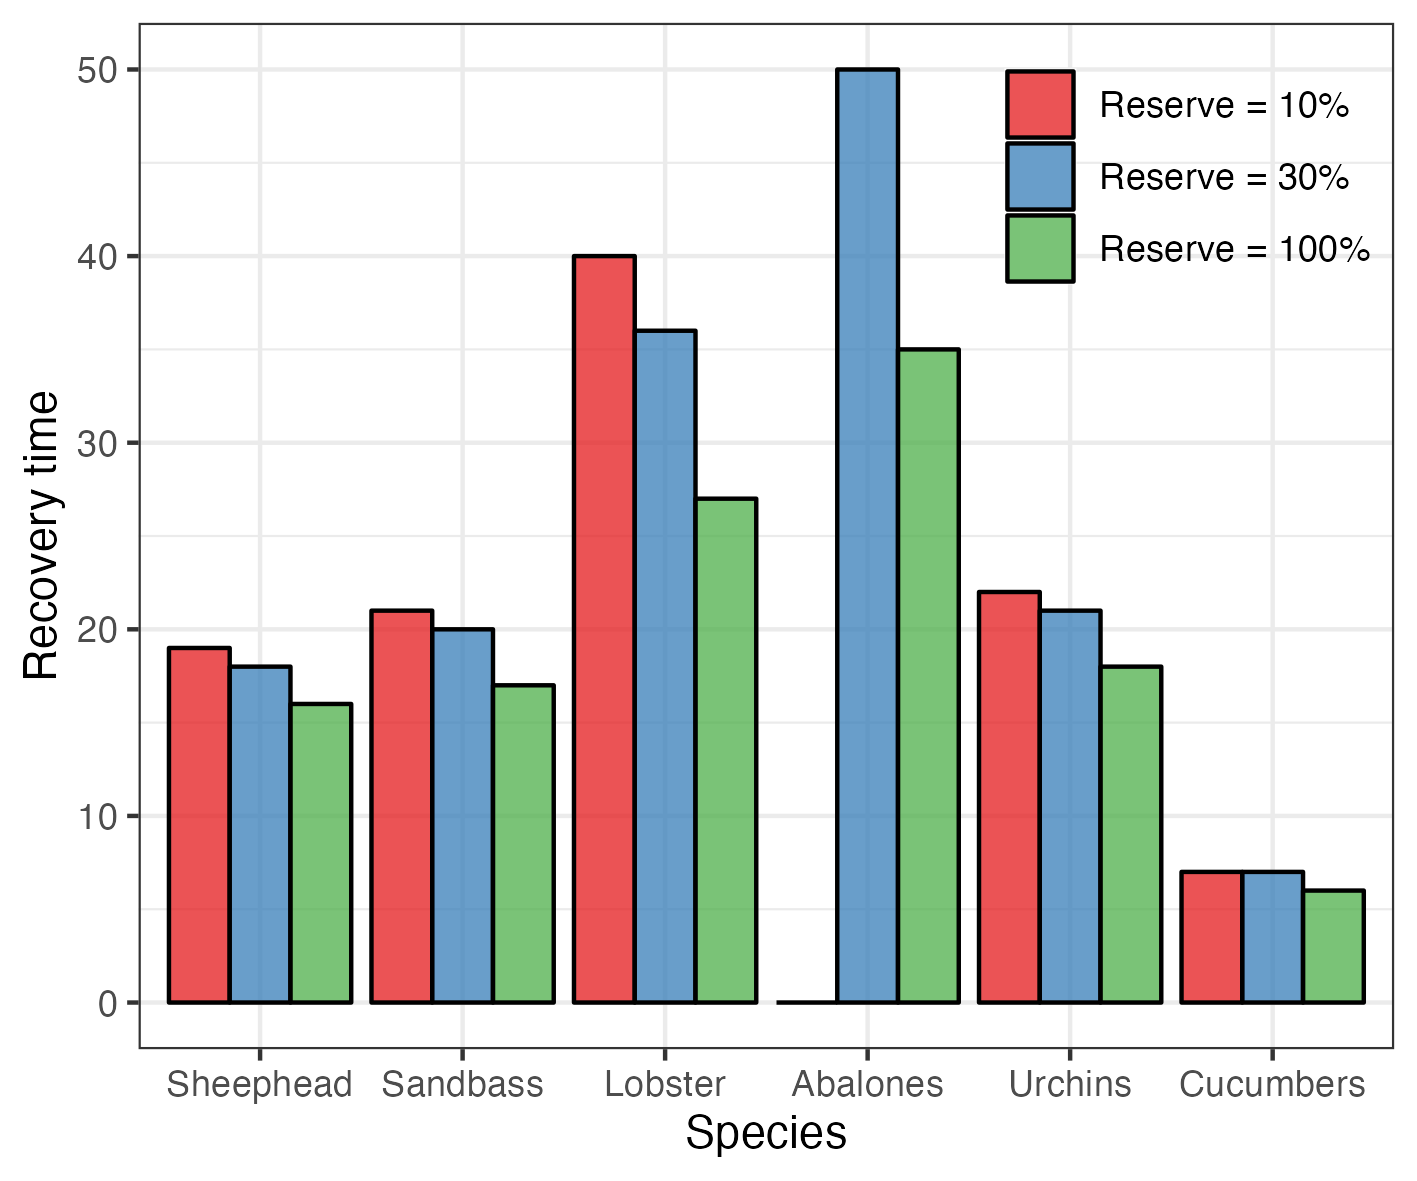 Reserve = 10%
Reserve = 30%
Reserve = 100%
50
40
30
20
10
0
Recovery time
Sheephead Sandbass Lobster Abalones Urchins Cucumbers
Species